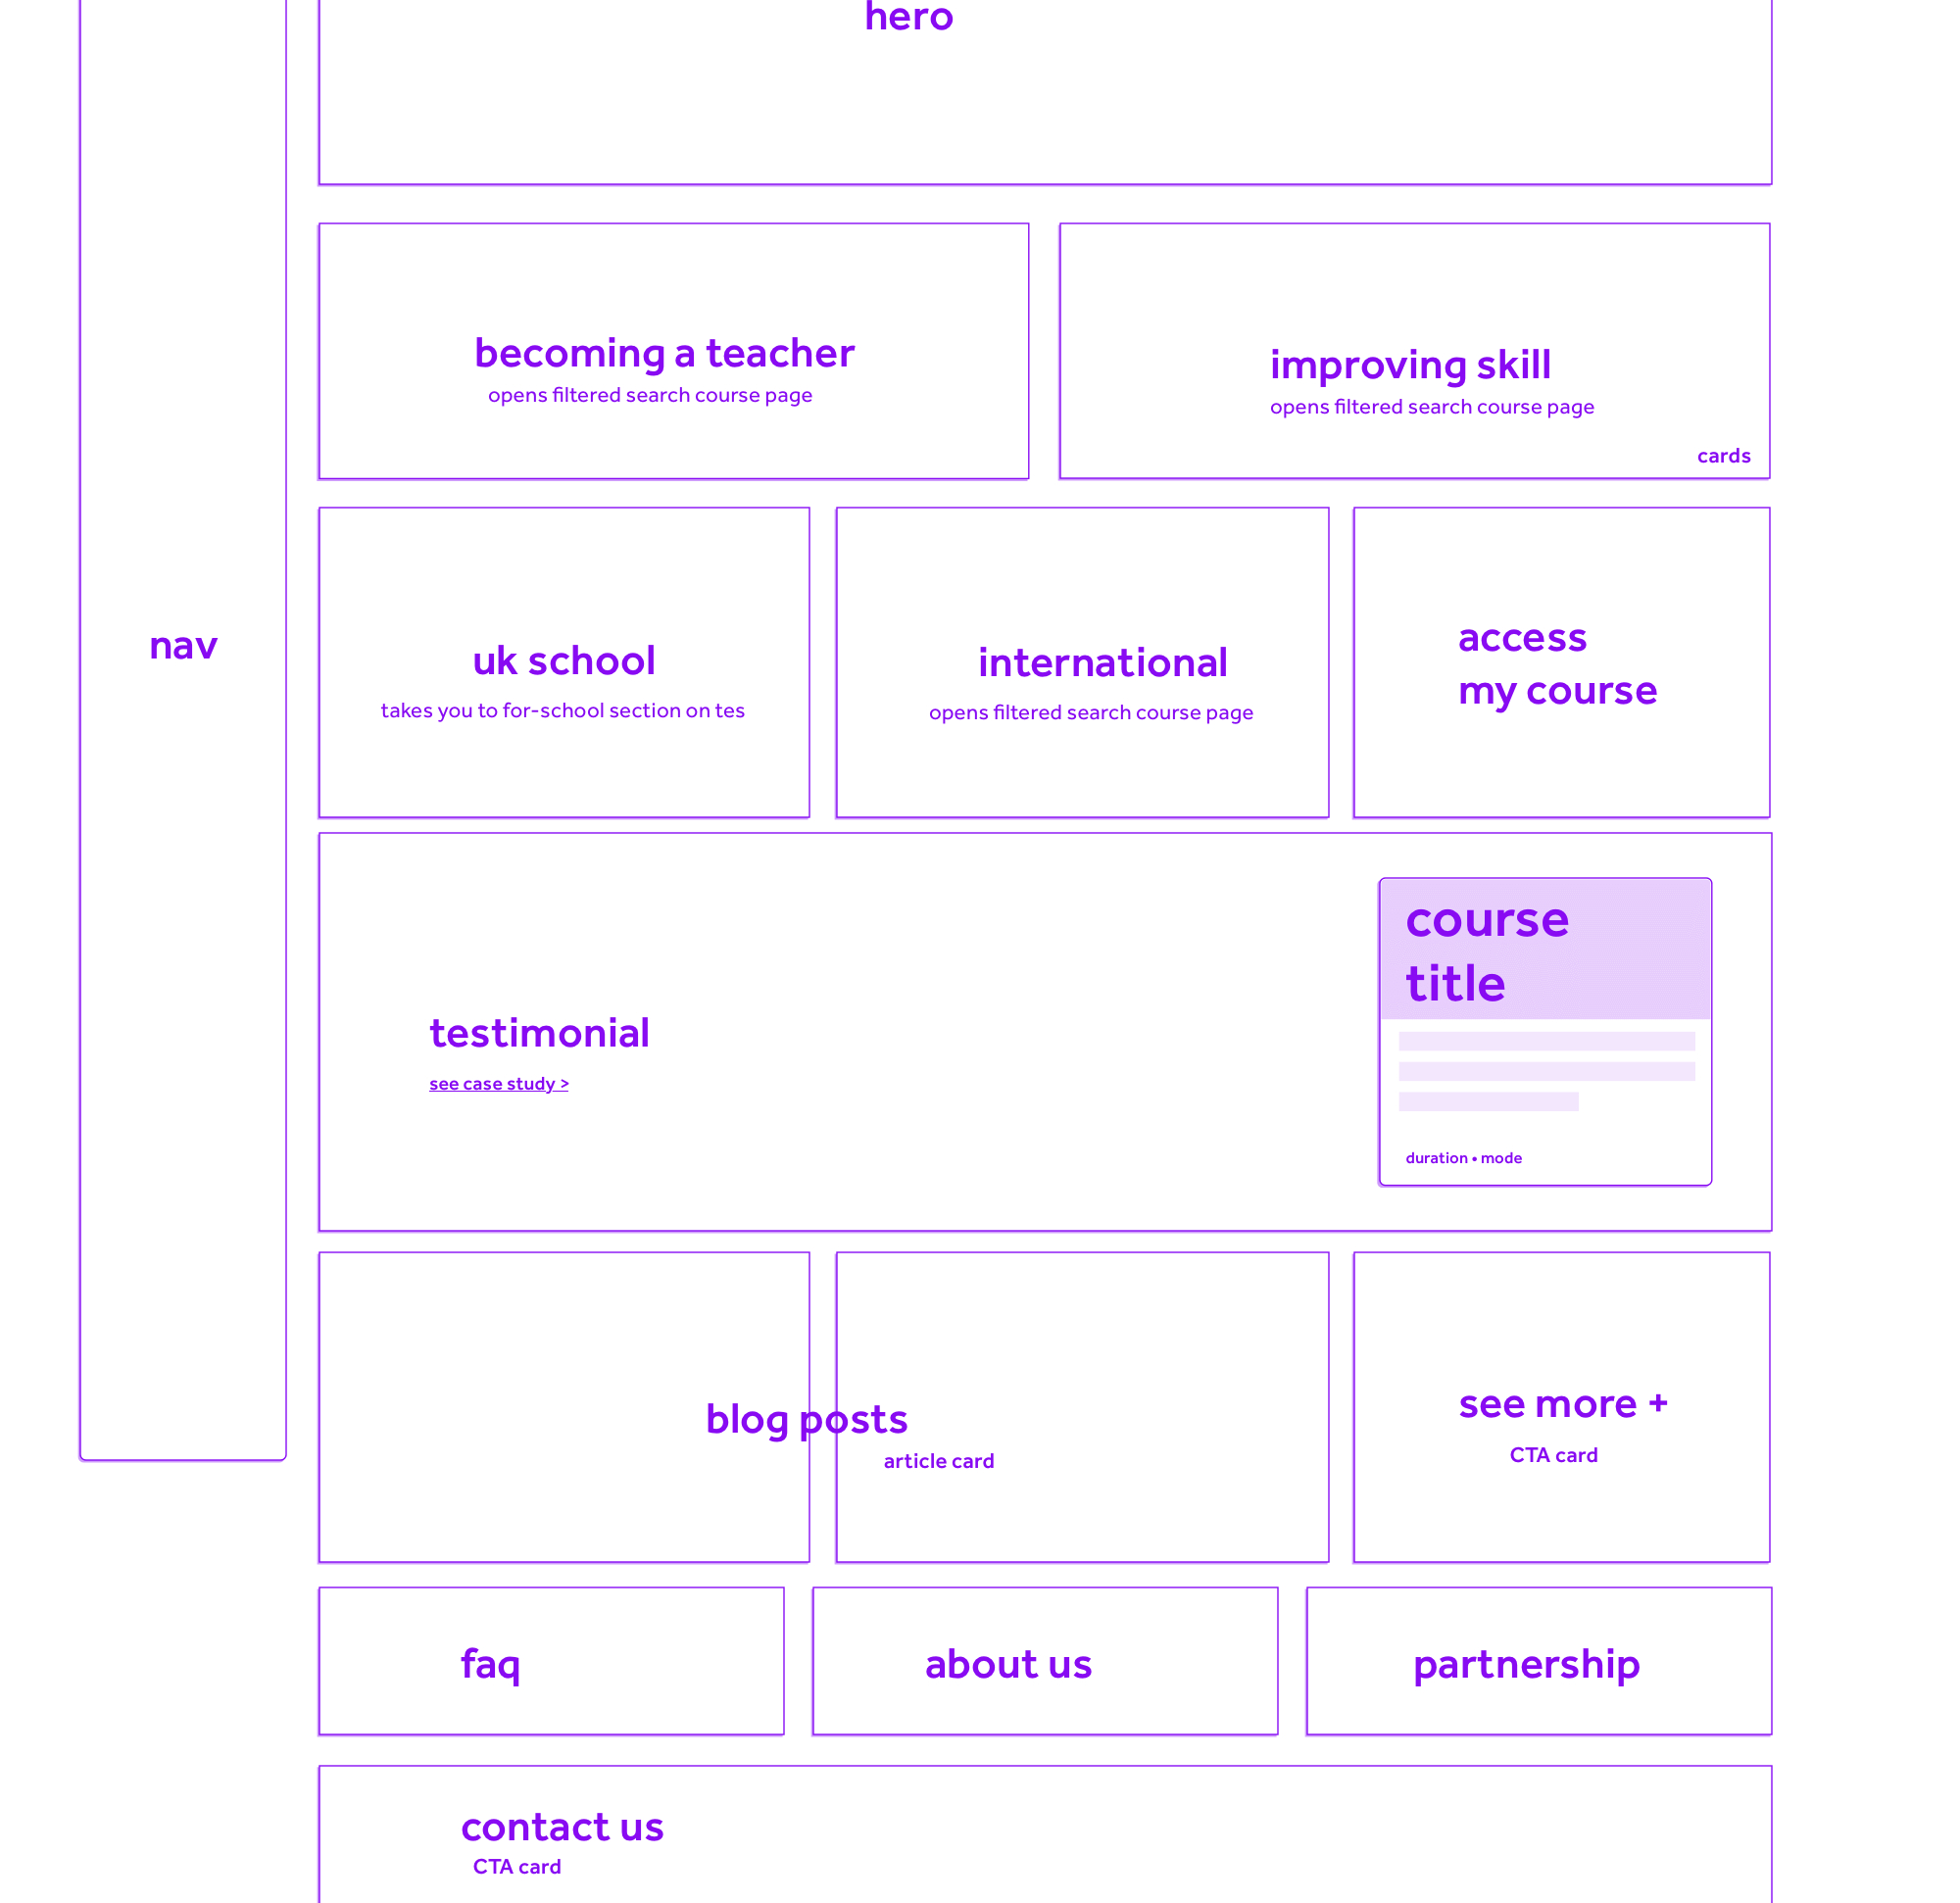 hero
becoming a teacher
opens filtered search course page
improving skill
opens filtered search course page
cards
nav
uk school
takes you to for-school section on tes
international
opens filtered search course page
access
my course
testimonial
see case study >
course
title
duration • mode
blog posts
article card
see more +
CTA card
faq
about us
partnership
contact us
CTA card